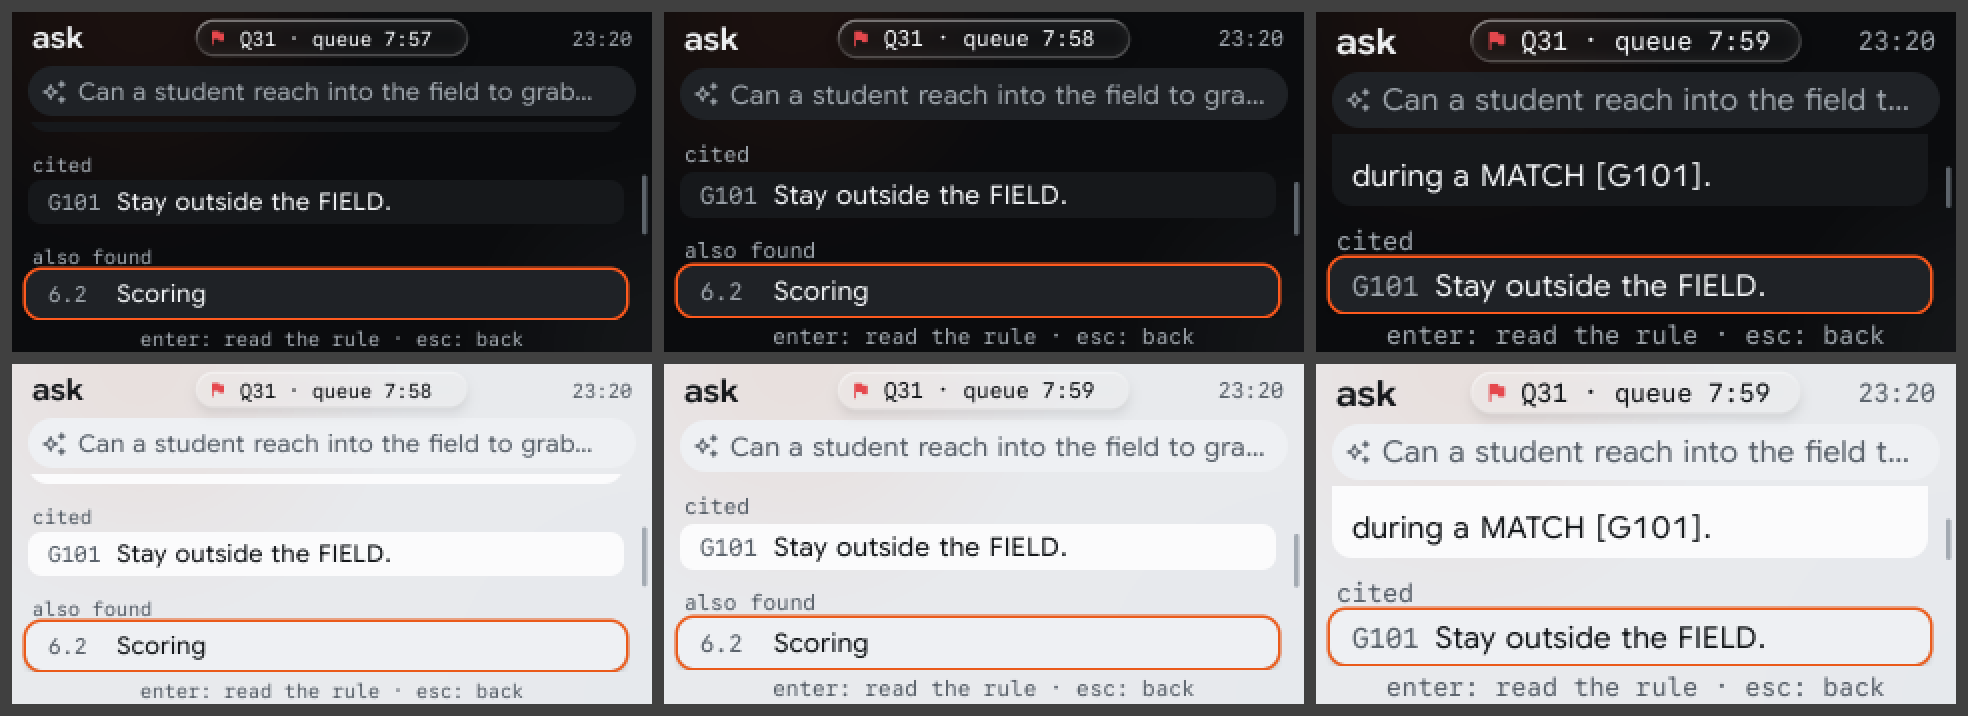 ask Q31 · queue 7:57 23:20
Can a student reach into the field to grab...
cited
G101 Stay outside the FIELD.
also found
6.2 Scoring
enter: read the rule · esc: back
ask Q31 · queue 7:58 23:20
Can a student reach into the field to gra...
cited
G101 Stay outside the FIELD.
also found
6.2 Scoring
enter: read the rule · esc: back
ask Q31 · queue 7:59 23:20
Can a student reach into the field t...
during a MATCH [G101].
cited
G101 Stay outside the FIELD.
enter: read the rule · esc: back
ask Q31 · queue 7:58 23:20
Can a student reach into the field to grab...
cited
G101 Stay outside the FIELD.
also found
6.2 Scoring
enter: read the rule · esc: back
ask Q31 · queue 7:59 23:20
Can a student reach into the field to gra...
cited
G101 Stay outside the FIELD.
also found
6.2 Scoring
enter: read the rule · esc: back
ask Q31 · queue 7:59 23:20
Can a student reach into the field t...
during a MATCH [G101].
cited
G101 Stay outside the FIELD.
enter: read the rule · esc: back